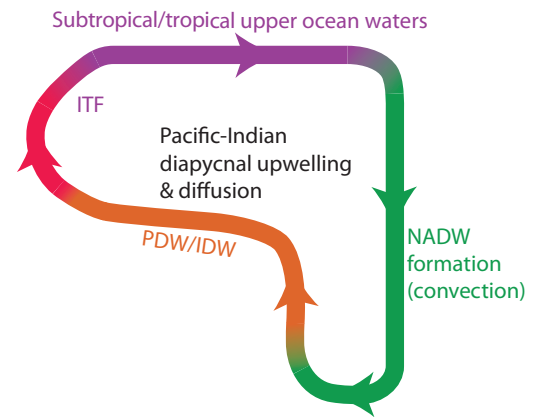 Subtropical/tropical upper ocean waters
ITF
Pacific-Indian
diapycnal upwelling
& diffusion
PDW/IDW
NADW
formation
(convection)